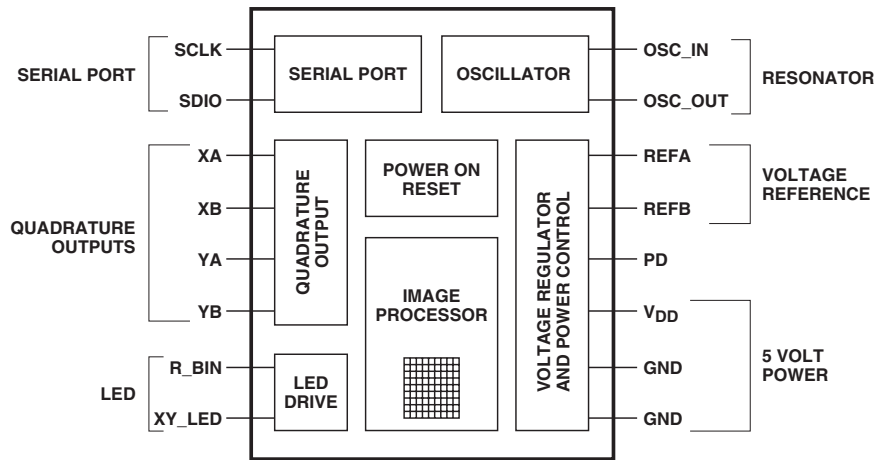 SERIAL PORT
SCLK
SDIO
SERIAL PORT
OSCILLATOR
OSC_IN
OSC_OUT
RESONATOR
QUADRATURE
OUTPUTS
XA
XB
YA
YB
QUADRATURE
OUTPUT
POWER ON
RESET
IMAGE
PROCESSOR
VOLTAGE REGULATOR
AND POWER CONTROL
REFA
REFB
PD
VDD
GND
GND
VOLTAGE
REFERENCE
5 VOLT
POWER
LED
R_BIN
XY_LED
LED
DRIVE